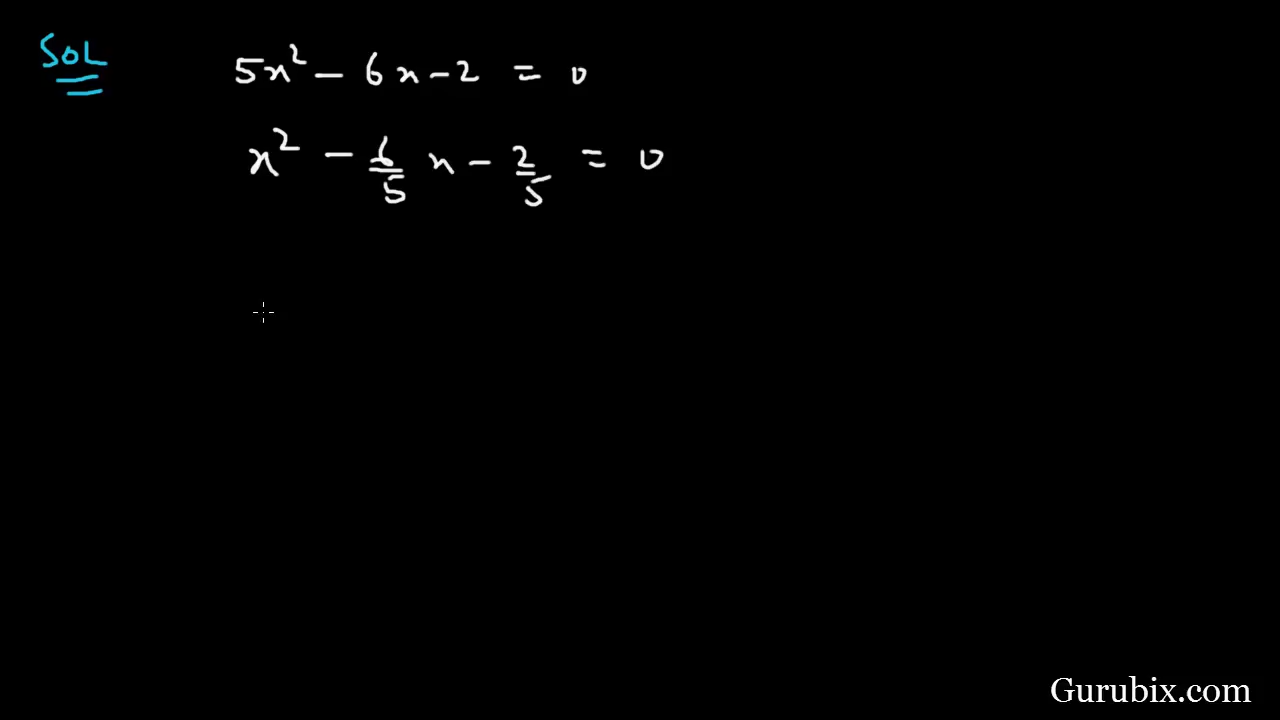 SOL
5x² - 6x - 2 = 0
x² - 6/5 x - 2/5 = 0
Gurubix.com